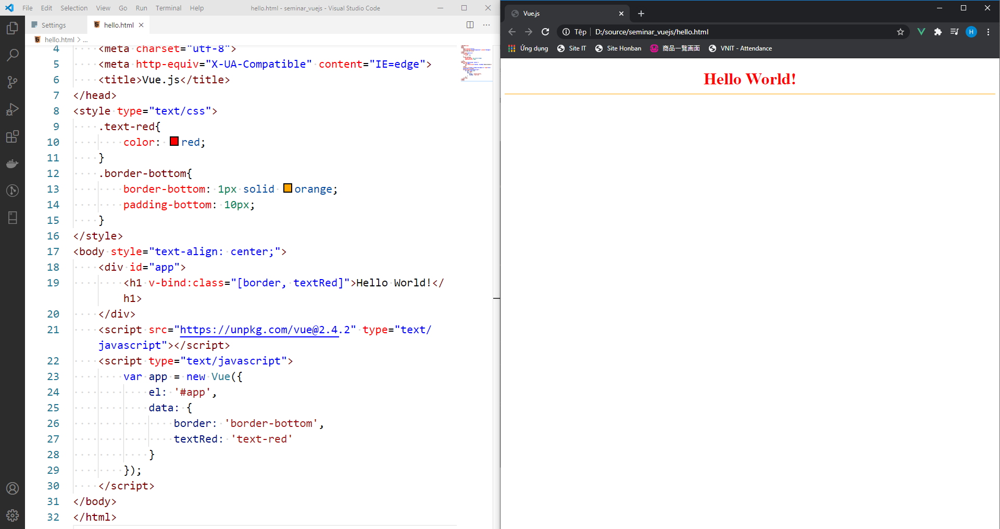 File Edit Selection View Go Run Terminal Help hello.html - seminar_vuejs - Visual Studio Code
Settings hello.html
hello.html > ...
4 <meta charset="utf-8">
5 <meta http-equiv="X-UA-Compatible" content="IE=edge">
6 <title>Vue.js</title>
7 </head>
8 <style type="text/css">
9 .text-red{
10 color: red;
11 }
12 .border-bottom{
13 border-bottom: 1px solid orange;
14 padding-bottom: 10px;
15 }
16 </style>
17 <body style="text-align: center;">
18 <div id="app">
19 <h1 v-bind:class="[border, textRed]">Hello World!</
h1>
20 </div>
21 <script src="https://unpkg.com/vue@2.4.2" type="text/
javascript"></script>
22 <script type="text/javascript">
23 var app = new Vue({
24 el: '#app',
25 data: {
26 border: 'border-bottom',
27 textRed: 'text-red'
28 }
29 });
30 </script>
31 </body>
32 </html>
Vue.js
Tệp D:/source/seminar_vuejs/hello.html H
Ứng dụng Site IT Site Honban 商品一覧画面 VNIT - Attendance
Hello World!